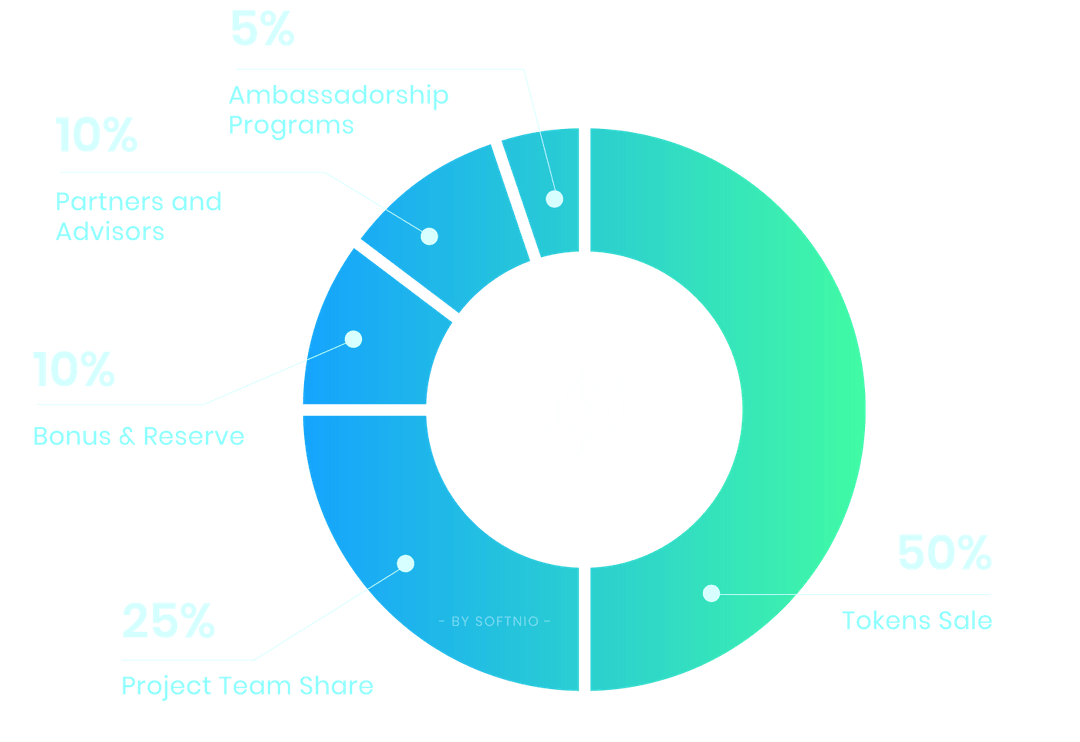 5%
Ambassadorship
Programs
10%
Partners and
Advisors
10%
Bonus & Reserve
50%
Tokens Sale
25%
Project Team Share
- BY SOFTNIO -